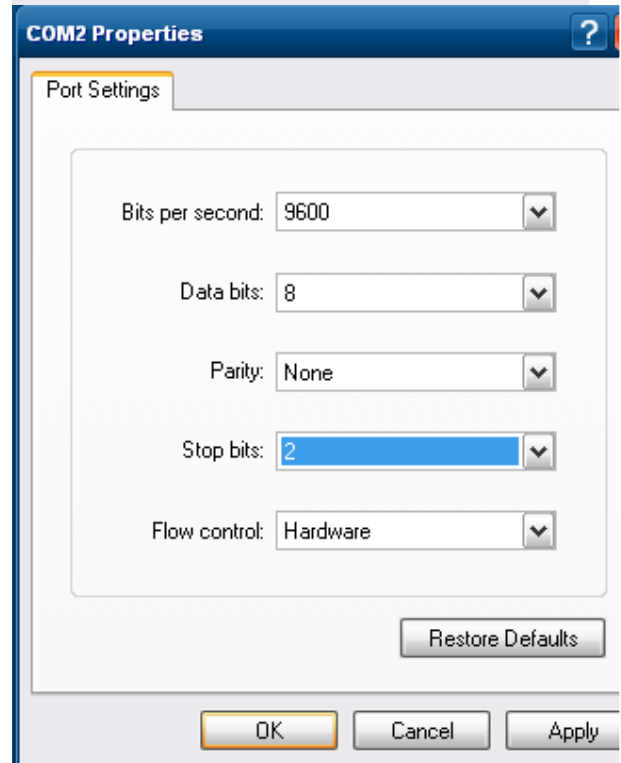 COM2 Properties ?
Port Settings
Bits per second: 9600
Data bits: 8
Parity: None
Stop bits: 2
Flow control: Hardware
Restore Defaults
OK Cancel Apply